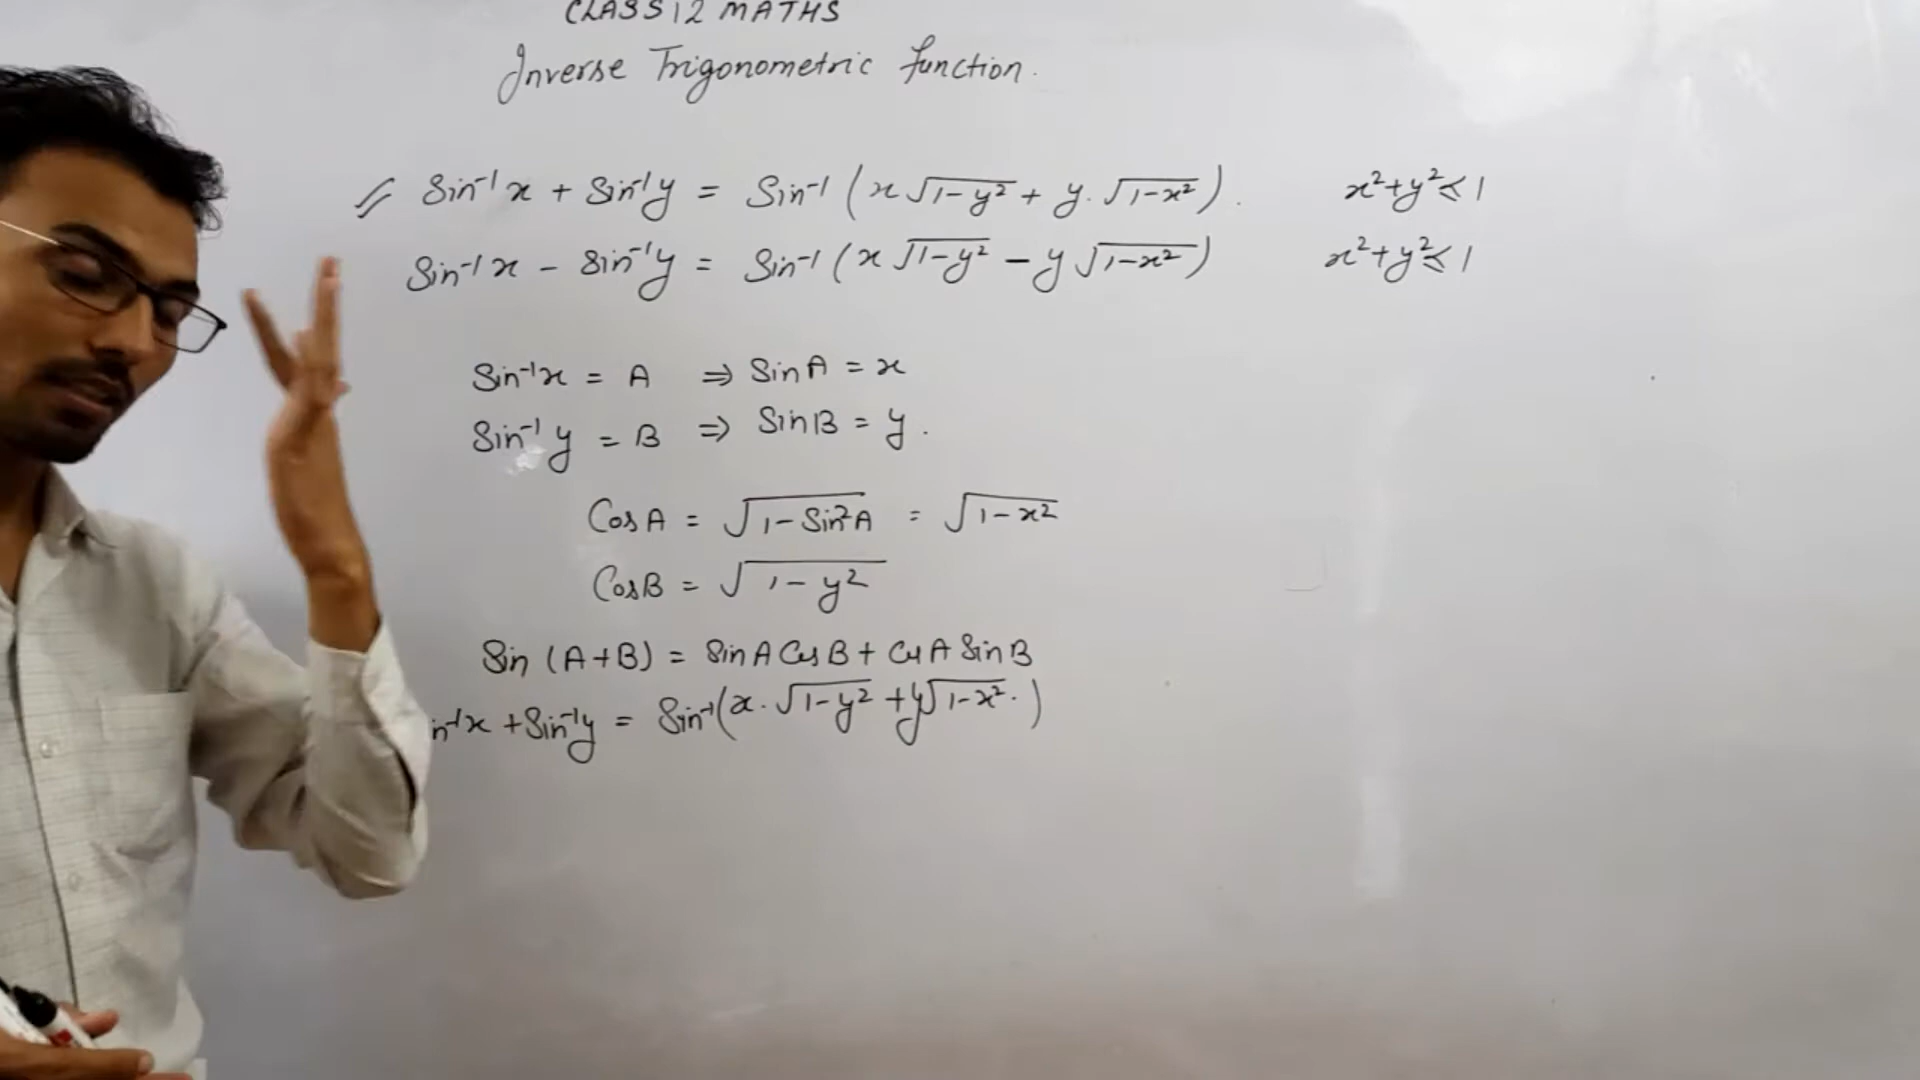 CLASS 12 MATHS
Inverse Trigonometric function.
Sin⁻¹x + Sin⁻¹y = Sin⁻¹ (x √1-y² + y. √1-x²). x²+y² ≤ 1
Sin⁻¹x - Sin⁻¹y = Sin⁻¹ (x √1-y² - y √1-x²) x²+y² ≤ 1
Sin⁻¹x = A ⇒ SinA = x
Sin⁻¹y = B ⇒ SinB = y.
CosA = √1-Sin²A = √1-x²
CosB = √1-y²
Sin (A+B) = SinA CosB + CosA SinB
in⁻¹x + Sin⁻¹y = Sin⁻¹(x. √1-y² + y√1-x². )